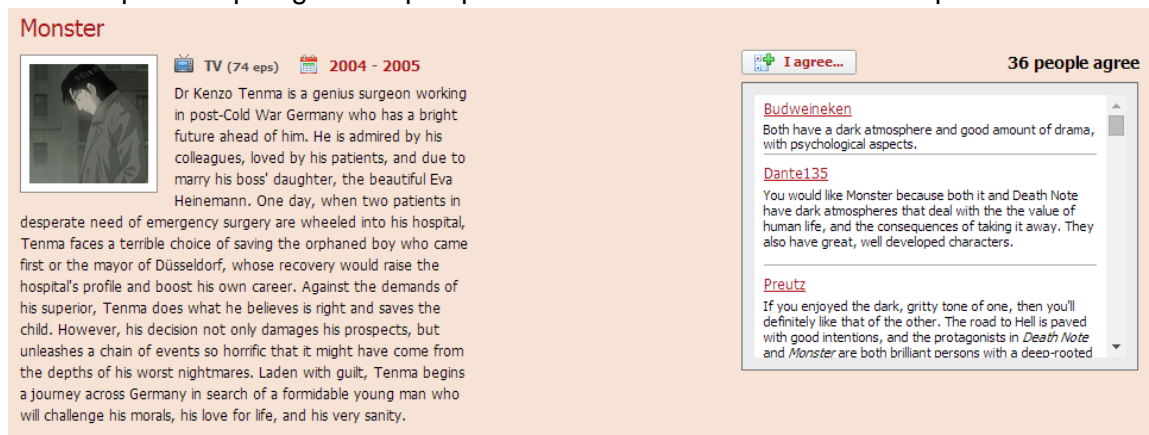 Monster
TV (74 eps) 2004 - 2005
Dr Kenzo Tenma is a genius surgeon working
in post-Cold War Germany who has a bright
future ahead of him. He is admired by his
colleagues, loved by his patients, and due to
marry his boss' daughter, the beautiful Eva
Heinemann. One day, when two patients in
desperate need of emergency surgery are wheeled into his hospital,
Tenma faces a terrible choice of saving the orphaned boy who came
first or the mayor of Düsseldorf, whose recovery would raise the
hospital's profile and boost his own career. Against the demands of
his superior, Tenma does what he believes is right and saves the
child. However, his decision not only damages his prospects, but
unleashes a chain of events so horrific that it might have come from
the depths of his worst nightmares. Laden with guilt, Tenma begins
a journey across Germany in search of a formidable young man who
will challenge his morals, his love for life, and his very sanity.
I agree...
36 people agree
Budweineken
Both have a dark atmosphere and good amount of drama,
with psychological aspects.
Dante135
You would like Monster because both it and Death Note
have dark atmospheres that deal with the the value of
human life, and the consequences of taking it away. They
also have great, well developed characters.
Preutz
If you enjoyed the dark, gritty tone of one, then you'll
definitely like that of the other. The road to Hell is paved
with good intentions, and the protagonists in Death Note
and Monster are both brilliant persons with a deep-rooted